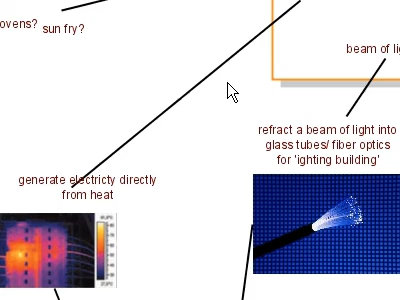 ovens?
sun fry?
beam of lig
refract a beam of light into
glass tubes/ fiber optics
for 'ighting building'
generate electricty directly
from heat